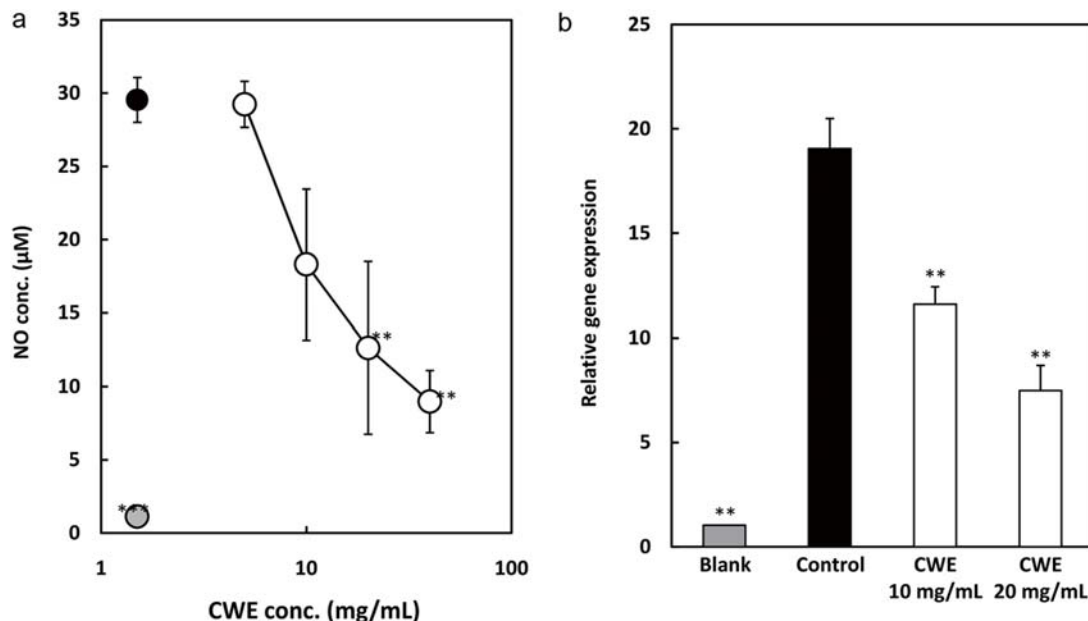 a
35
30
25
20
15
10
5
0
NO conc. (µM)
***
**
**
1
10
100
CWE conc. (mg/mL)
b
25
20
15
10
5
0
Relative gene expression
**
**
**
Blank
Control
CWE
10 mg/mL
CWE
20 mg/mL